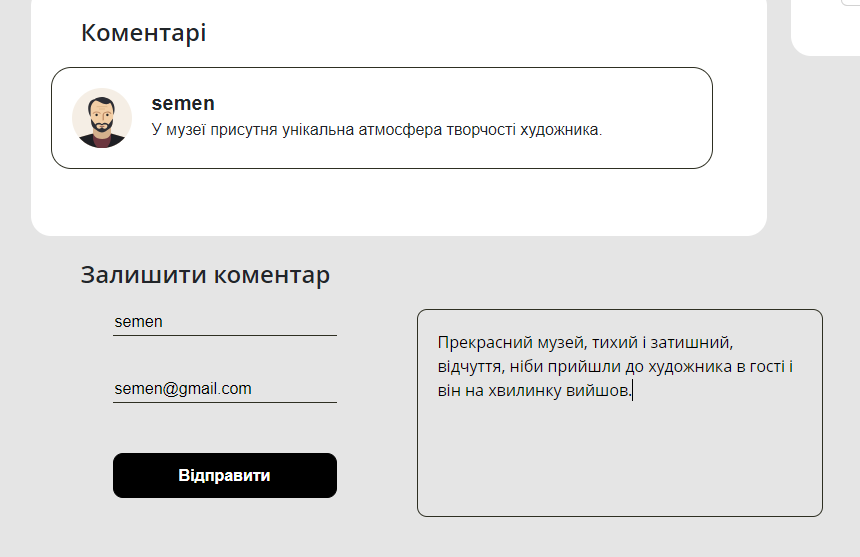 Коментарі
semen
У музеї присутня унікальна атмосфера творчості художника.
Залишити коментар
semen
semen@gmail.com
Відправити
Прекрасний музей, тихий і затишний,
відчуття, ніби прийшли до художника в гості і
він на хвилинку вийшов.